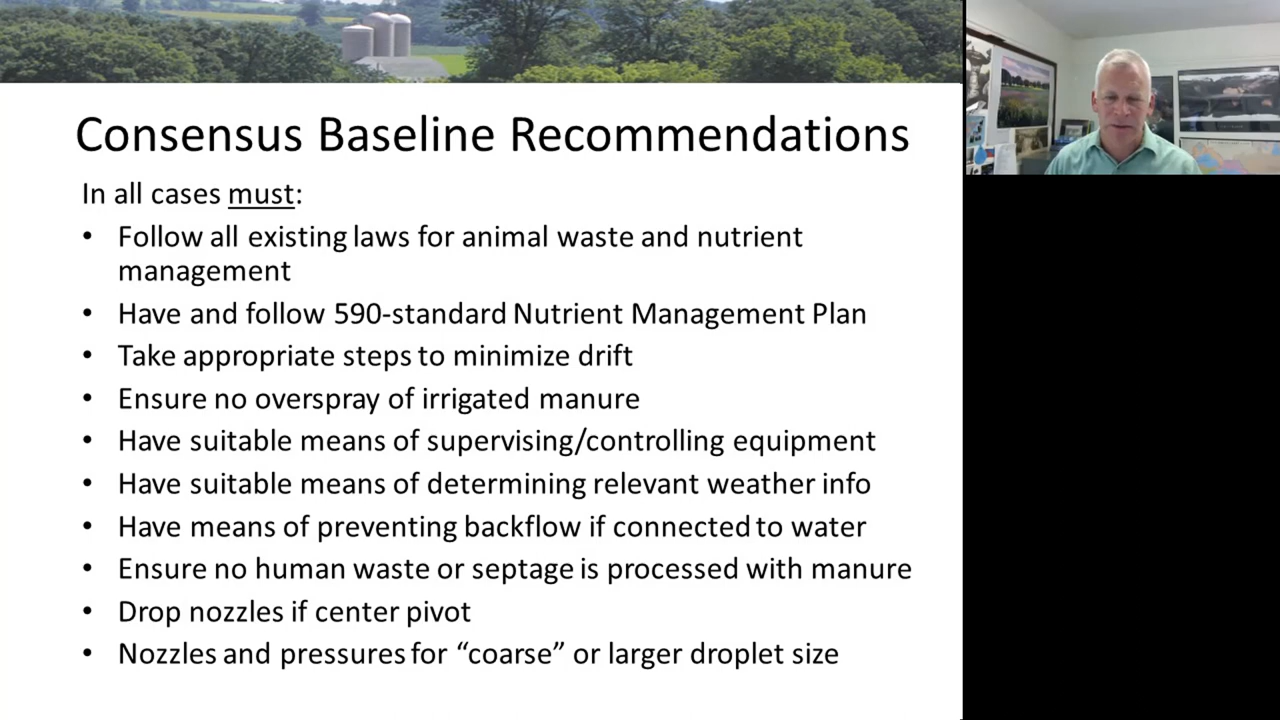 Consensus Baseline Recommendations
In all cases must:
• Follow all existing laws for animal waste and nutrient
management
• Have and follow 590-standard Nutrient Management Plan
• Take appropriate steps to minimize drift
• Ensure no overspray of irrigated manure
• Have suitable means of supervising/controlling equipment
• Have suitable means of determining relevant weather info
• Have means of preventing backflow if connected to water
• Ensure no human waste or septage is processed with manure
• Drop nozzles if center pivot
• Nozzles and pressures for “coarse” or larger droplet size